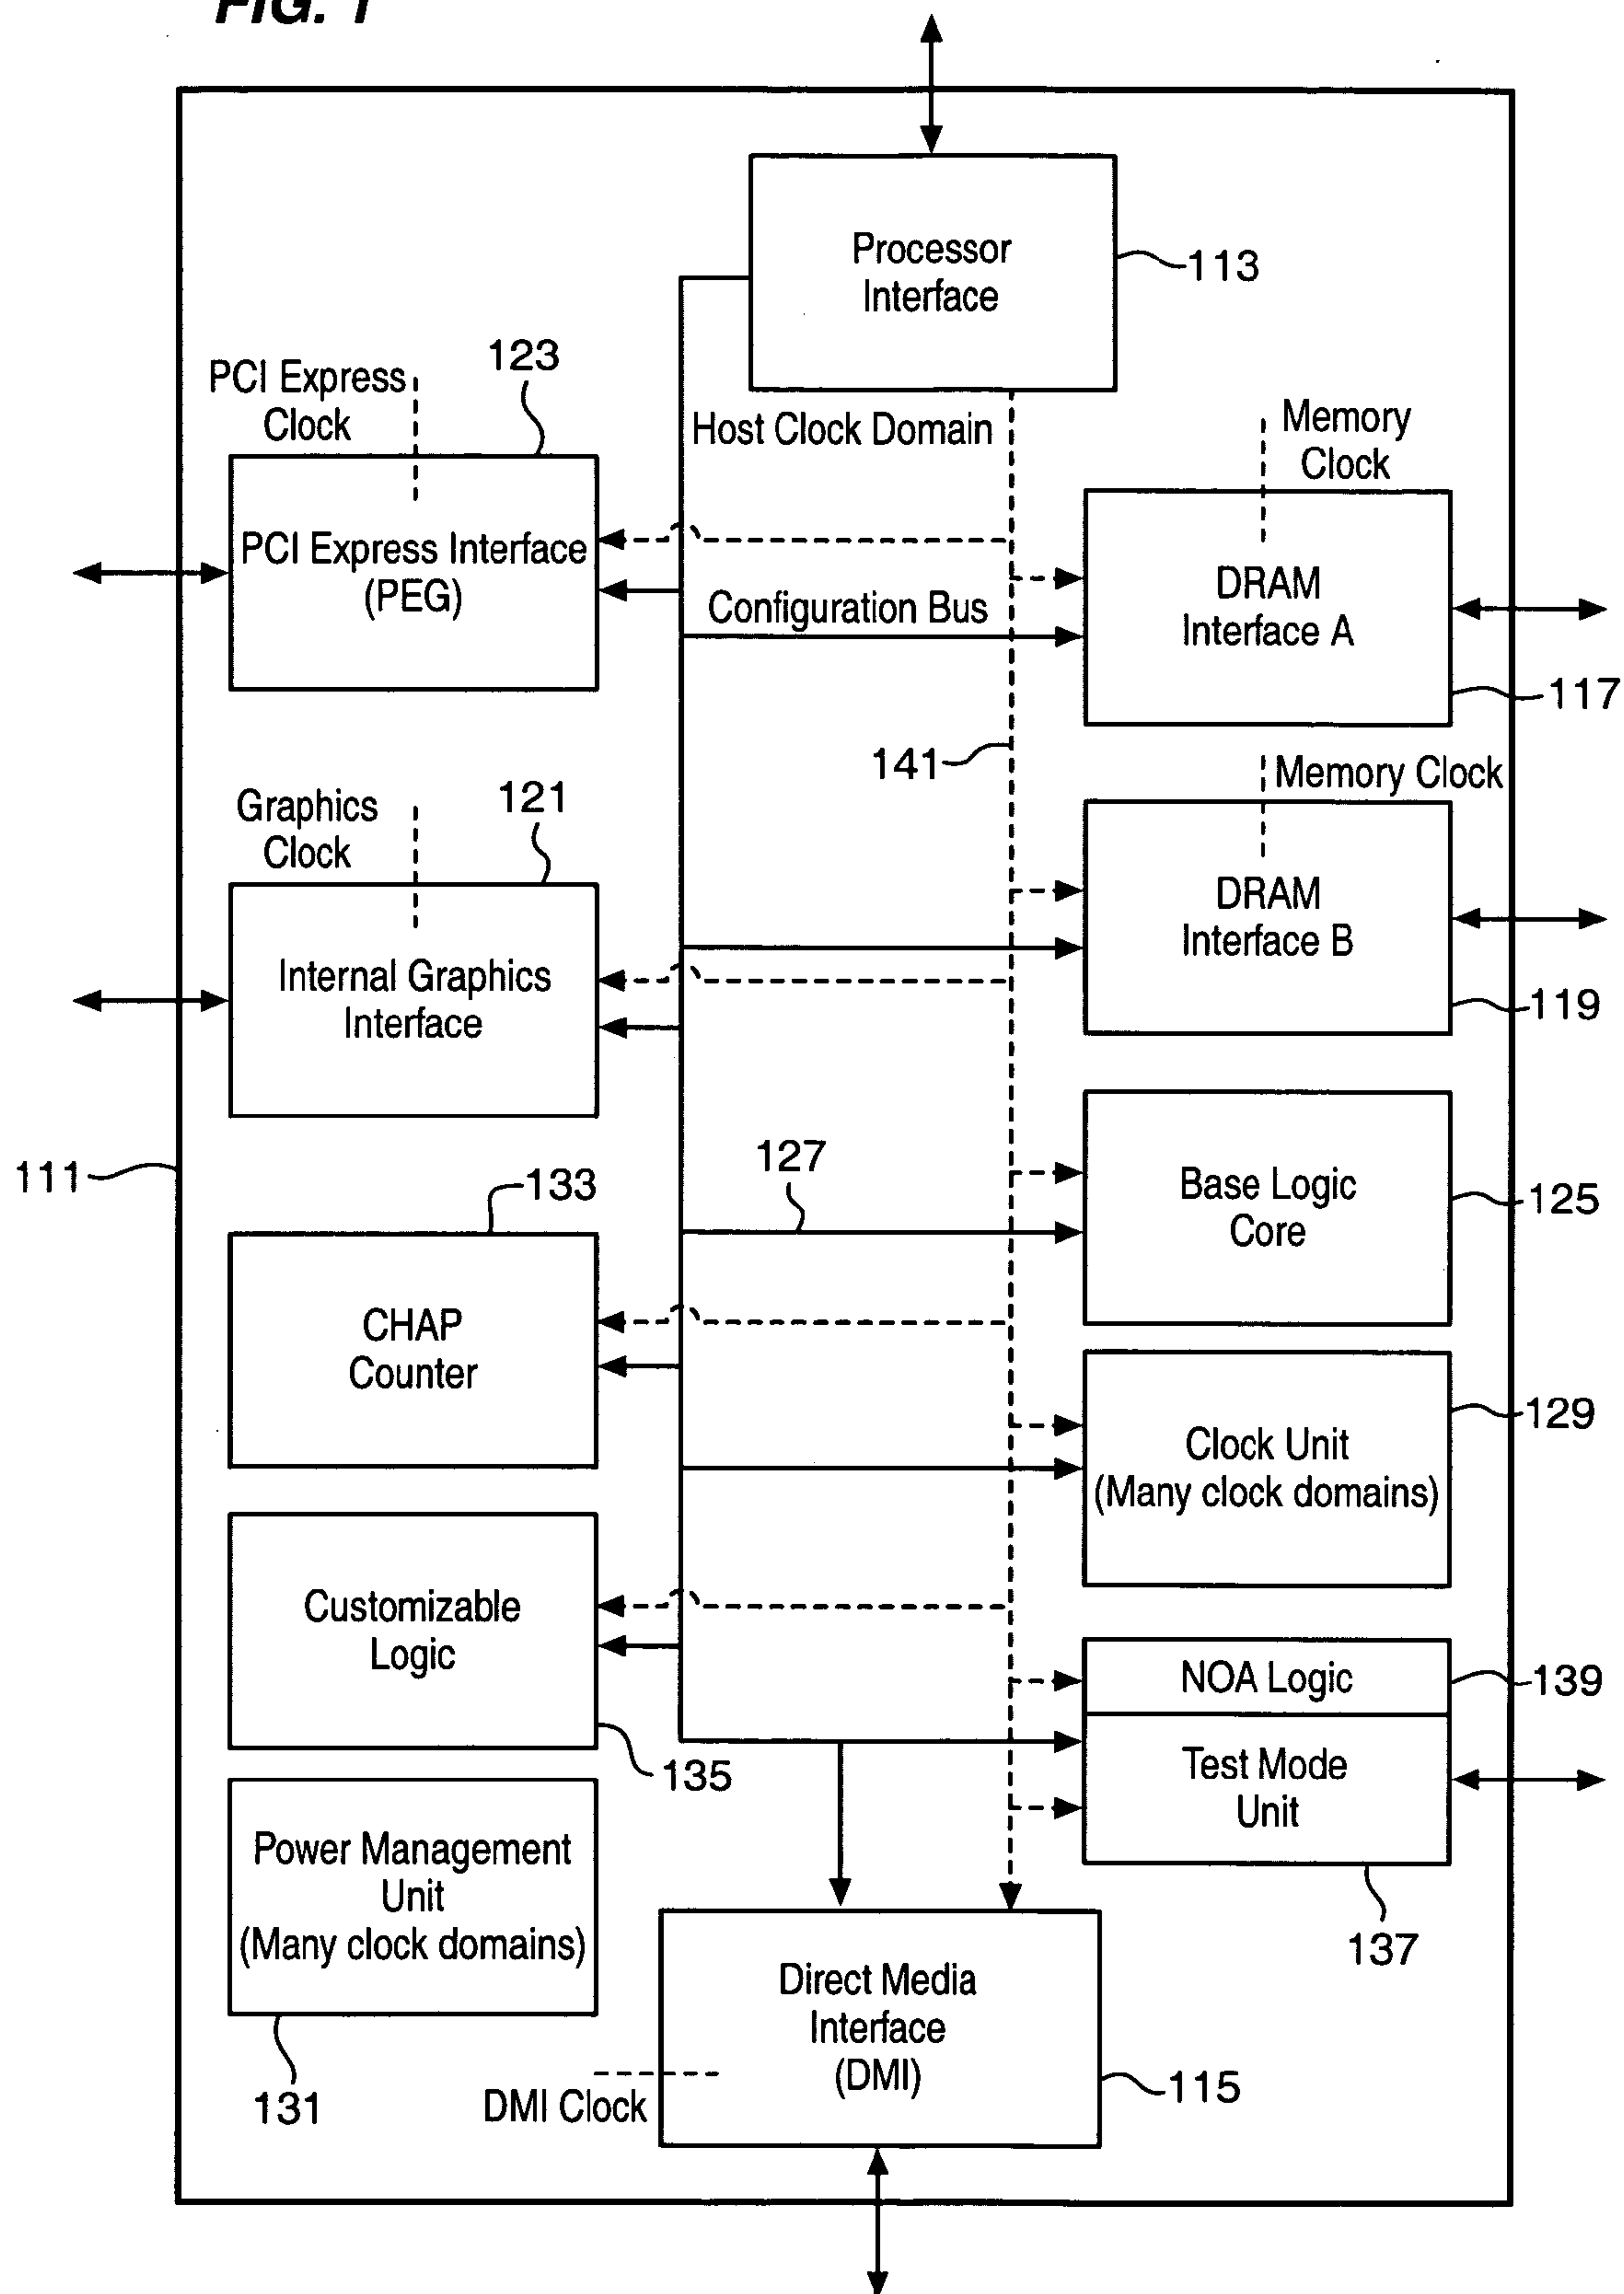 FIG. 1
Processor
Interface
113
123
PCI Express
Clock
Host Clock Domain
Memory
Clock
PCI Express Interface
(PEG)
Configuration Bus
DRAM
Interface A
117
141
Memory Clock
Graphics
Clock
121
DRAM
Interface B
Internal Graphics
Interface
119
111
127
133
Base Logic
Core
125
CHAP
Counter
129
Clock Unit
(Many clock domains)
Customizable
Logic
NOA Logic
139
135
Test Mode
Unit
Power Management
Unit
(Many clock domains)
137
Direct Media
Interface
(DMI)
131
DMI Clock
115